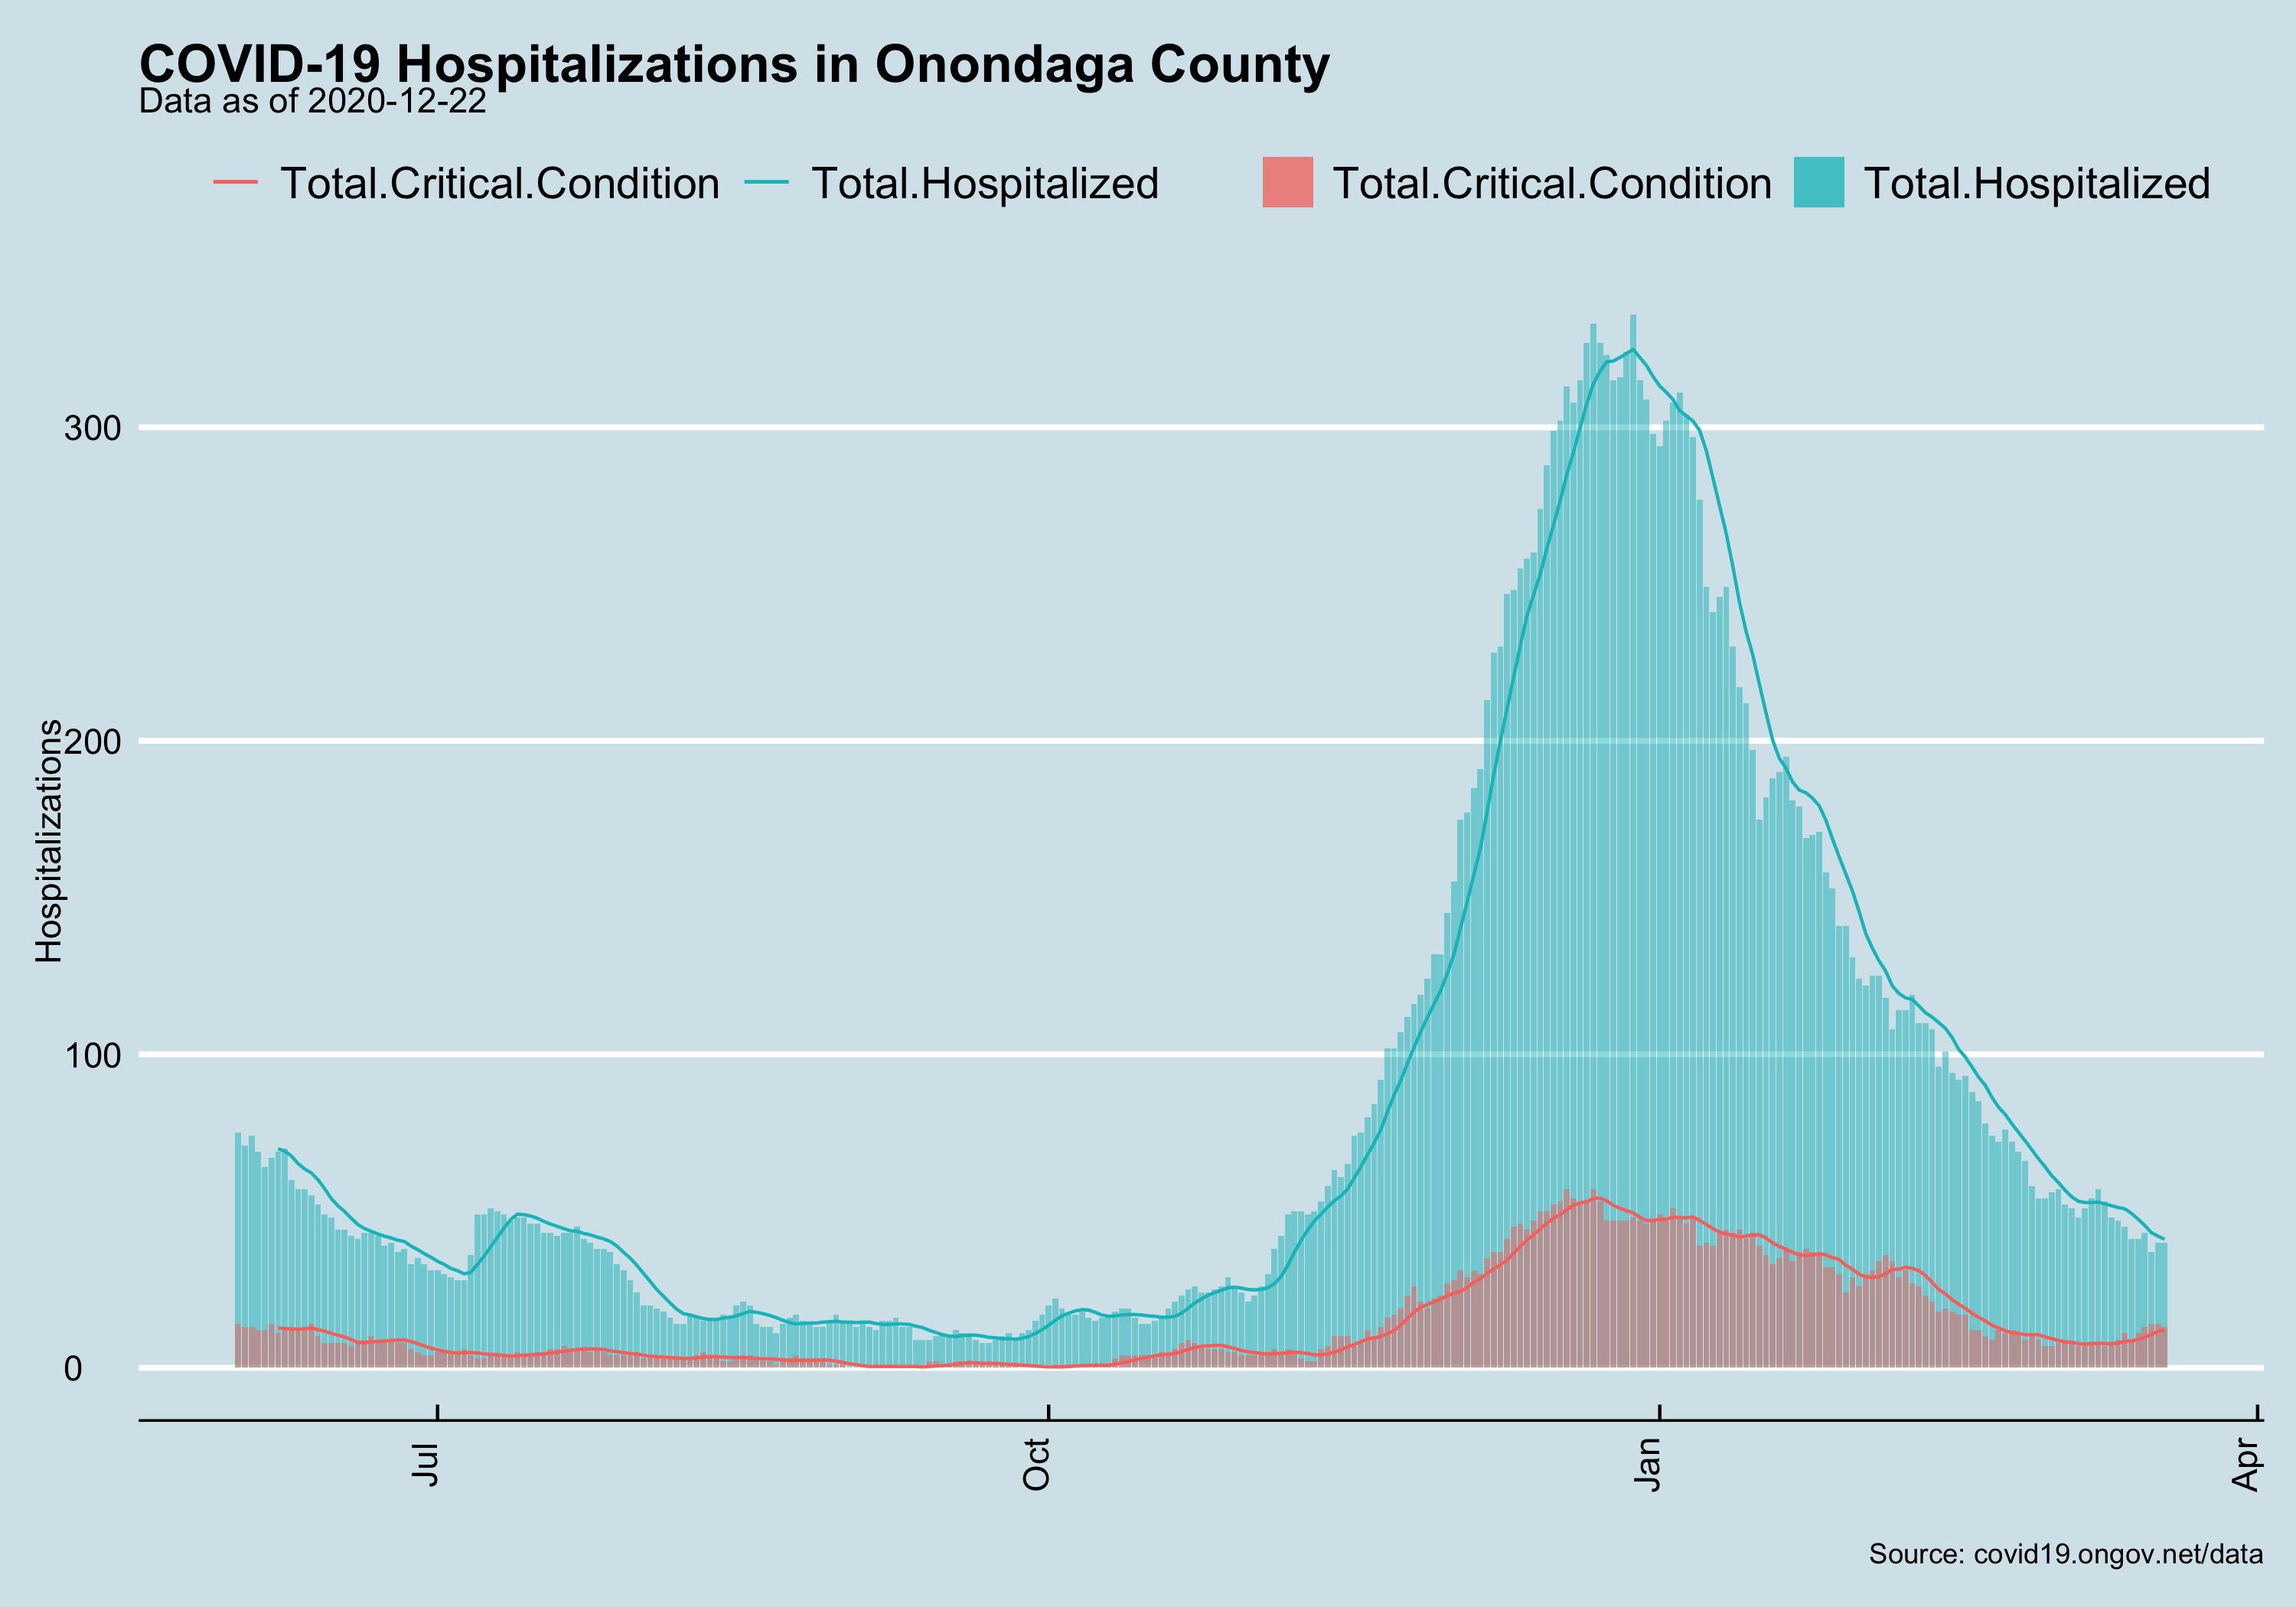 COVID-19 Hospitalizations in Onondaga County
Data as of 2020-12-22
Total.Critical.Condition Total.Hospitalized Total.Critical.Condition Total.Hospitalized
300
200
100
0
Hospitalizations
Jul Oct Jan Apr
Source: covid19.ongov.net/data